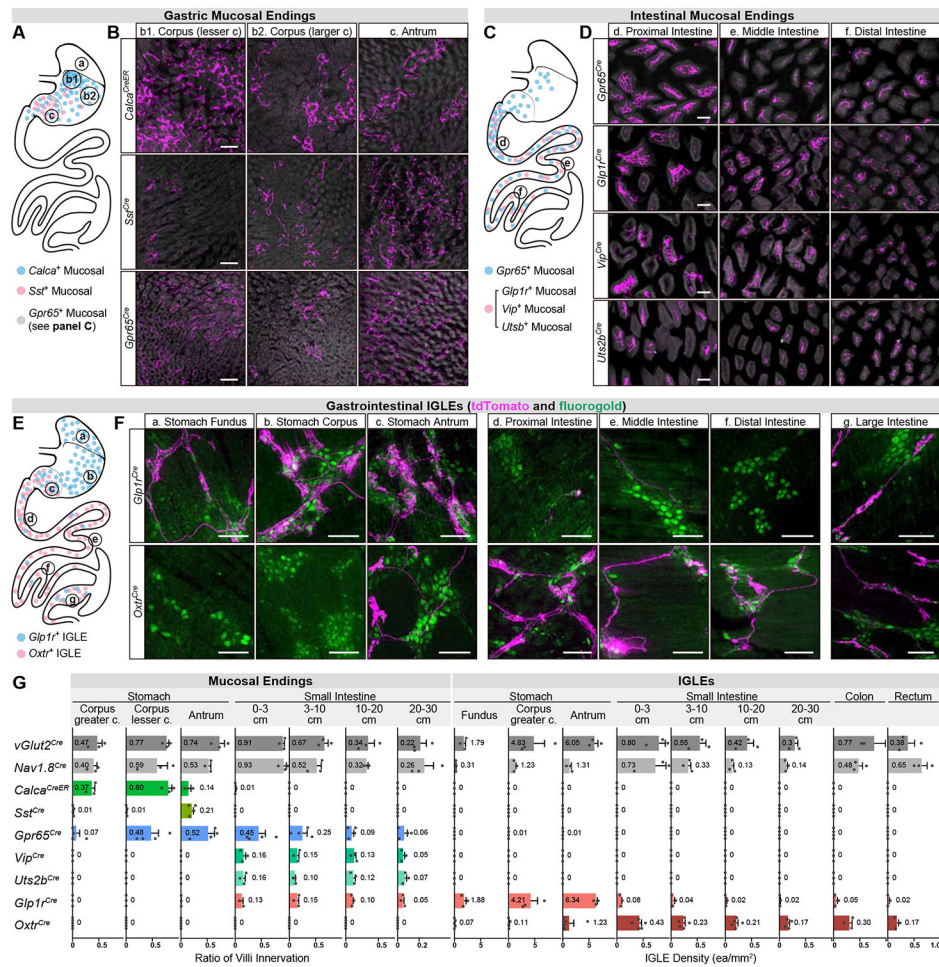 Gastric Mucosal Endings
Intestinal Mucosal Endings
A
B
b1. Corpus (lesser c)
b2. Corpus (larger c)
c. Antrum
C
D
d. Proximal Intestine
e. Middle Intestine
f. Distal Intestine
a
b1
b2
c
Calca^CreER
Sst^Cre
Gpr65^Cre
Calca+ Mucosal
Sst+ Mucosal
Gpr65+ Mucosal
(see panel C)
d
e
f
Gpr65^Cre
Glp1r^Cre
Vip^Cre
Uts2b^Cre
Gpr65+ Mucosal
Glp1r+ Mucosal
Vip+ Mucosal
Utsb+ Mucosal
Gastrointestinal IGLEs (tdTomato and fluorogold)
E
F
a. Stomach Fundus
b. Stomach Corpus
c. Stomach Antrum
d. Proximal Intestine
e. Middle Intestine
f. Distal Intestine
g. Large Intestine
a
b
c
d
e
f
g
Glp1r^Cre
Oxtr^Cre
Glp1r+ IGLE
Oxtr+ IGLE
G
Mucosal Endings
IGLEs
Stomach
Small Intestine
Stomach
Small Intestine
Colon
Rectum
Corpus greater c.
Corpus lesser c.
Antrum
0-3 cm
3-10 cm
10-20 cm
20-30 cm
Fundus
Corpus greater c.
Antrum
0-3 cm
3-10 cm
10-20 cm
20-30 cm
vGlut2^Cre 0.47 0.77 0.74 0.91 0.67 0.34 0.22 1.79 4.83 6.05 0.80 0.55 0.42 0.3 0.77 0.38
Nav1.8^Cre 0.40 0.59 0.53 0.93 0.52 0.32 0.26 0.31 1.23 1.31 0.73 0.33 0.13 0.14 0.48 0.65
Calca^CreER 0.37 0.80 0.14 0.01 0 0 0 0 0 0 0 0 0 0 0 0
Sst^Cre 0.01 0.01 0.21 0 0 0 0 0 0 0 0 0 0 0 0 0
Gpr65^Cre 0.07 0.48 0.52 0.45 0.25 0.09 0.06 0 0.01 0.01 0 0 0 0 0 0
Vip^Cre 0 0 0 0.16 0.15 0.13 0.05 0 0 0 0 0 0 0 0 0
Uts2b^Cre 0 0 0 0.16 0.10 0.12 0.07 0 0 0 0 0 0 0 0 0
Glp1r^Cre 0 0 0 0.13 0.15 0.10 0.05 1.88 4.21 6.34 0.08 0.04 0.02 0.02 0.05 0.02
Oxtr^Cre 0 0 0 0 0 0 0 0.07 0.11 1.23 0.43 0.23 0.21 0.17 0.30 0.17
0 0.5 0 0.5 0 0.5 0 0.5 0 0.5 0 0.5 0 0.2 0 5.0 0 5.0 0 5.0 0 0.5 0 0.5 0 0.5 0 0.5 0 0.5 0 0.5 1.0
Ratio of Villi Innervation
IGLE Density (ea/mm²)